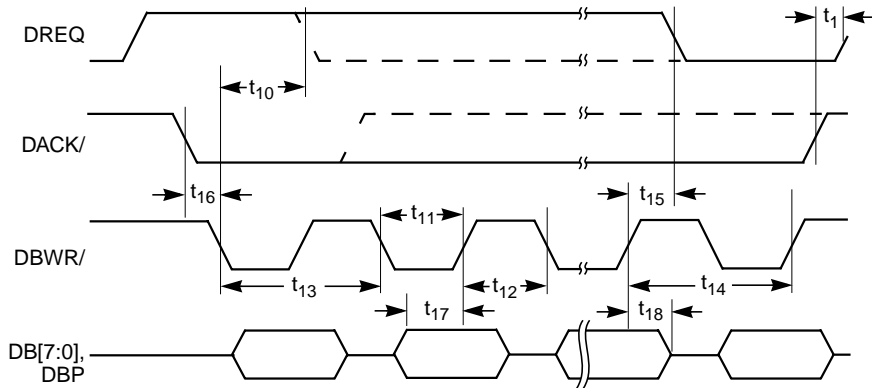 DREQ
t1
t10
DACK/
t16
t15
t11
DBWR/
t13
t12
t14
t17
t18
DB[7:0],
DBP